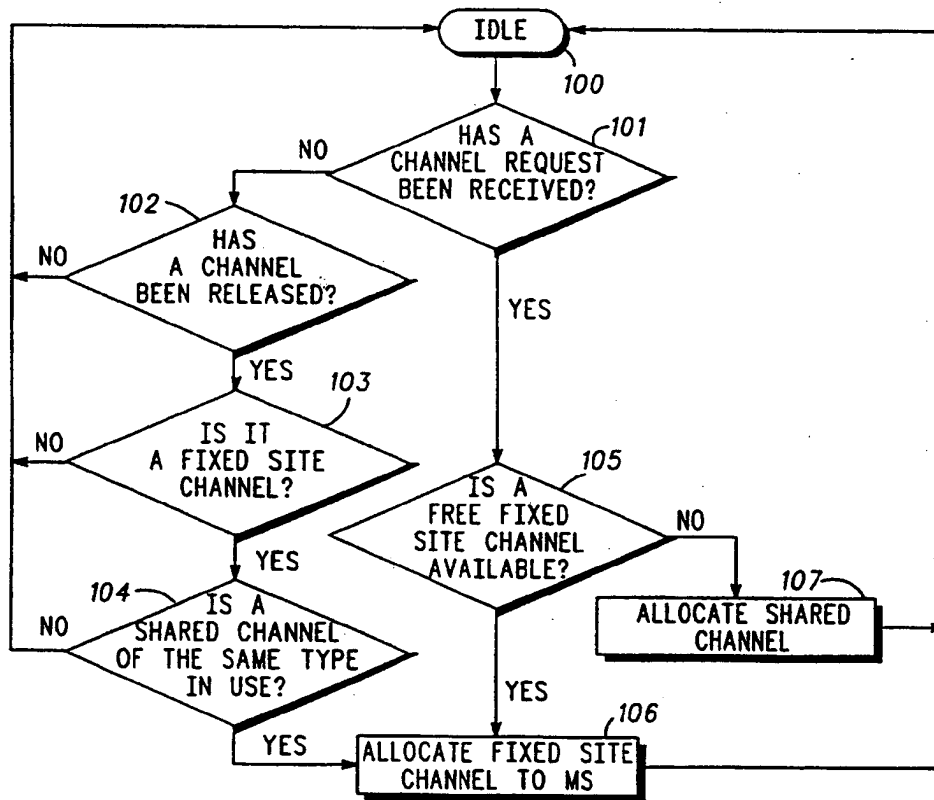 IDLE
100
HAS A
CHANNEL REQUEST
BEEN RECEIVED?
101
NO
102
HAS
A CHANNEL
BEEN RELEASED?
NO
YES
YES
103
IS IT
A FIXED SITE
CHANNEL?
NO
YES
105
IS A
FREE FIXED
SITE CHANNEL
AVAILABLE?
NO
104
IS A
SHARED CHANNEL
OF THE SAME TYPE
IN USE?
NO
YES
107
ALLOCATE SHARED
CHANNEL
YES
106
ALLOCATE FIXED SITE
CHANNEL TO MS